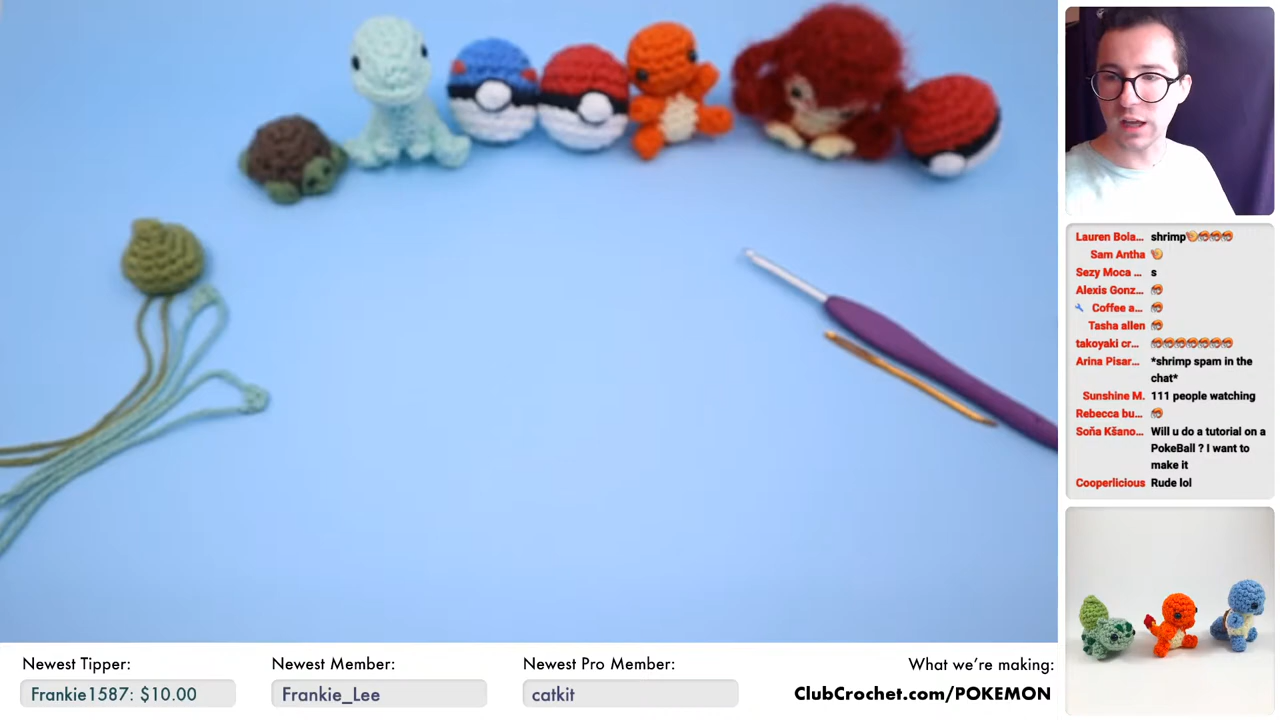 Lauren Boia... shrimp
Sam Antha
Sezy Moca ... s
Alexis Gonz...
Coffee a...
Tasha allen
takoyaki cr...
Arina Pisar... *shrimp spam in the
chat*
Sunshine M. 111 people watching
Rebecca bu...
Soňa Kšano... Will u do a tutorial on a
PokeBall ? I want to
make it
Cooperlicious Rude lol
Newest Tipper: Newest Member: Newest Pro Member: What we're making:
Frankie1587: $10.00 Frankie_Lee catkit ClubCrochet.com/POKEMON